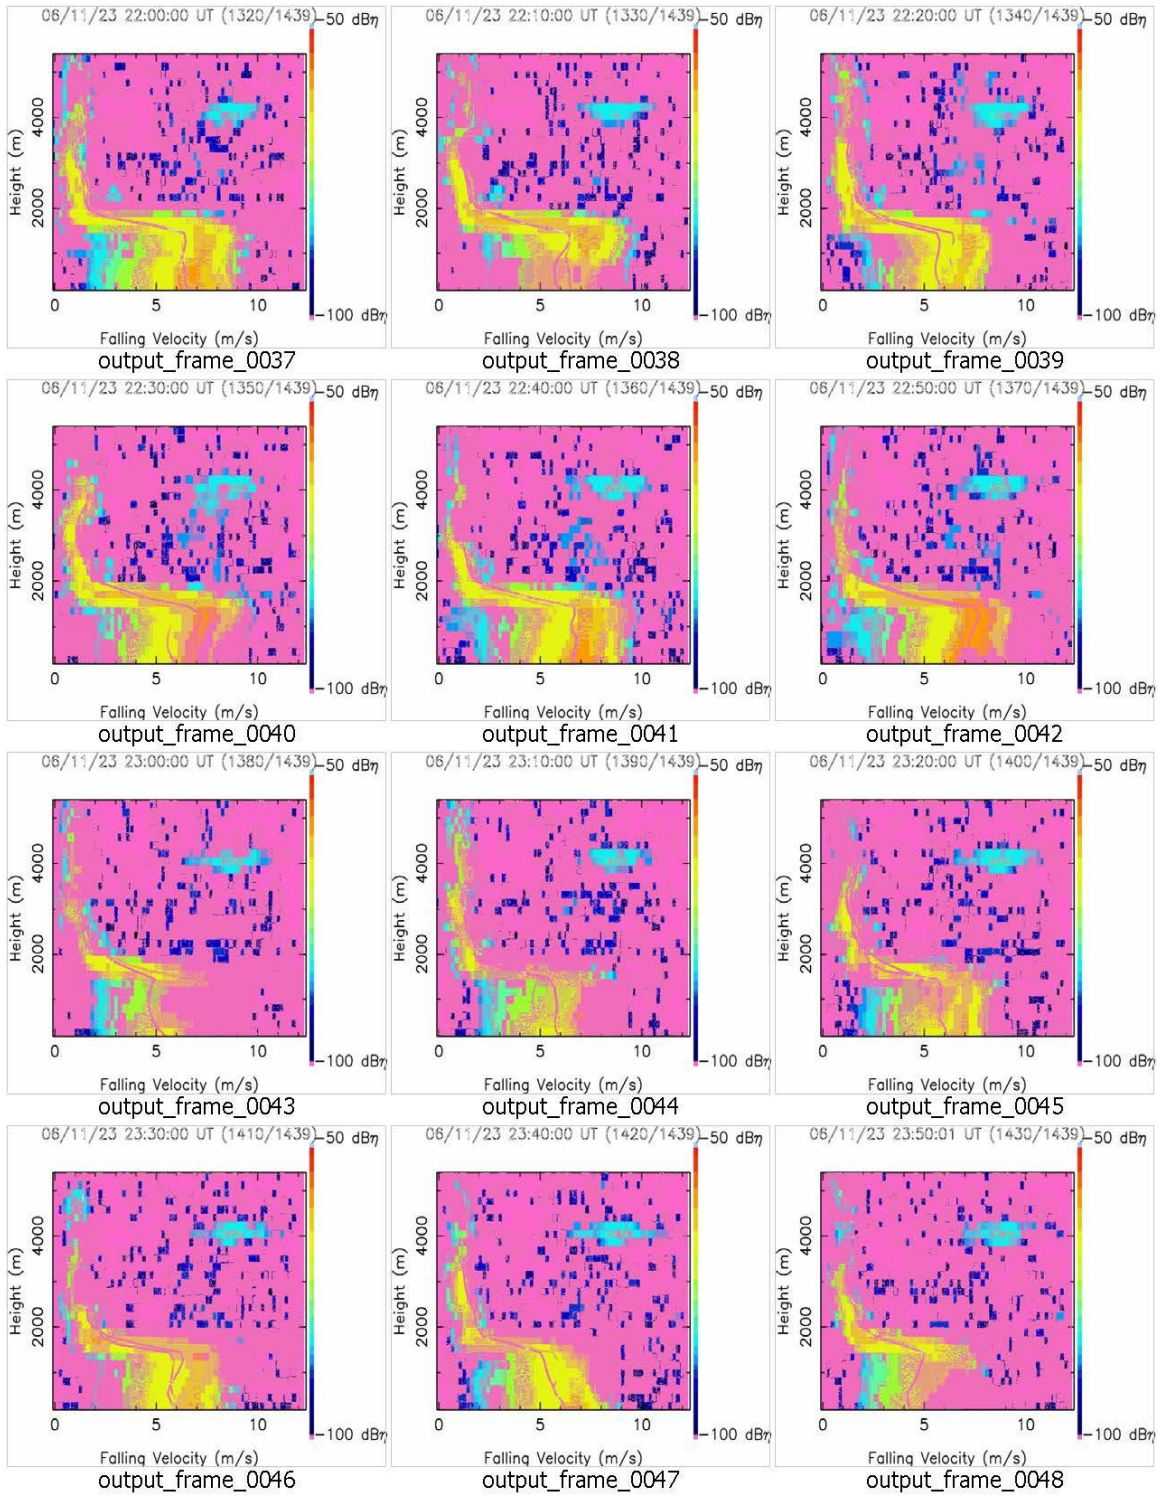 06/11/23 22:00:00 UT (1320/1439) -50 dBη
4000
2000
Height (m)
0 5 10 -100 dBη
Falling Velocity (m/s)
output_frame_0037
06/11/23 22:10:00 UT (1330/1439) -50 dBη
4000
2000
Height (m)
0 5 10 -100 dBη
Falling Velocity (m/s)
output_frame_0038
06/11/23 22:20:00 UT (1340/1439) -50 dBη
4000
2000
Height (m)
0 5 10 -100 dBη
Falling Velocity (m/s)
output_frame_0039
06/11/23 22:30:00 UT (1350/1439) -50 dBη
4000
2000
Height (m)
0 5 10 -100 dBη
Falling Velocity (m/s)
output_frame_0040
06/11/23 22:40:00 UT (1360/1439) -50 dBη
4000
2000
Height (m)
0 5 10 -100 dBη
Falling Velocity (m/s)
output_frame_0041
06/11/23 22:50:00 UT (1370/1439) -50 dBη
4000
2000
Height (m)
0 5 10 -100 dBη
Falling Velocity (m/s)
output_frame_0042
06/11/23 23:00:00 UT (1380/1439) -50 dBη
4000
2000
Height (m)
0 5 10 -100 dBη
Falling Velocity (m/s)
output_frame_0043
06/11/23 23:10:00 UT (1390/1439) -50 dBη
4000
2000
Height (m)
0 5 10 -100 dBη
Falling Velocity (m/s)
output_frame_0044
06/11/23 23:20:00 UT (1400/1439) -50 dBη
4000
2000
Height (m)
0 5 10 -100 dBη
Falling Velocity (m/s)
output_frame_0045
06/11/23 23:30:00 UT (1410/1439) -50 dBη
4000
2000
Height (m)
0 5 10 -100 dBη
Falling Velocity (m/s)
output_frame_0046
06/11/23 23:40:00 UT (1420/1439) -50 dBη
4000
2000
Height (m)
0 5 10 -100 dBη
Falling Velocity (m/s)
output_frame_0047
06/11/23 23:50:01 UT (1430/1439) -50 dBη
4000
2000
Height (m)
0 5 10 -100 dBη
Falling Velocity (m/s)
output_frame_0048